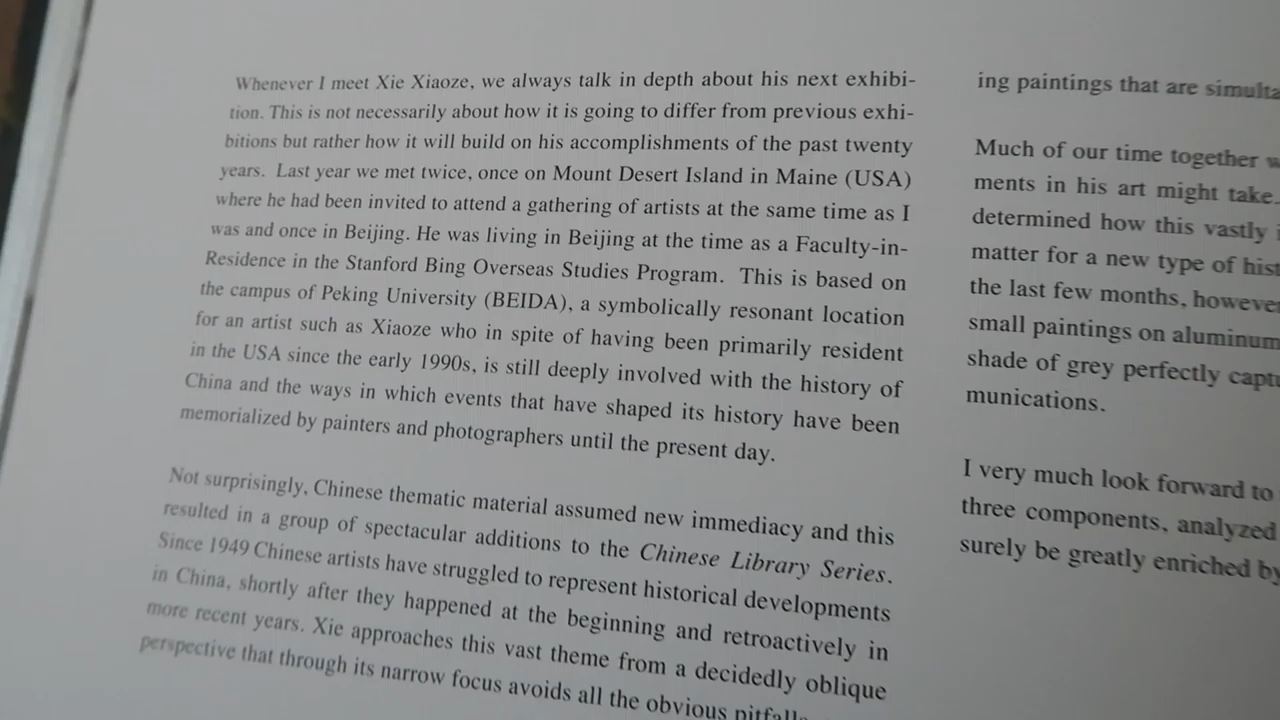 Whenever I meet Xie Xiaoze, we always talk in depth about his next exhibi-
tion. This is not necessarily about how it is going to differ from previous exhi-
bitions but rather how it will build on his accomplishments of the past twenty
years. Last year we met twice, once on Mount Desert Island in Maine (USA)
where he had been invited to attend a gathering of artists at the same time as I
was and once in Beijing. He was living in Beijing at the time as a Faculty-in-
Residence in the Stanford Bing Overseas Studies Program. This is based on
the campus of Peking University (BEIDA), a symbolically resonant location
for an artist such as Xiaoze who in spite of having been primarily resident
in the USA since the early 1990s, is still deeply involved with the history of
China and the ways in which events that have shaped its history have been
memorialized by painters and photographers until the present day.
Not surprisingly, Chinese thematic material assumed new immediacy and this
resulted in a group of spectacular additions to the Chinese Library Series.
Since 1949 Chinese artists have struggled to represent historical developments
in China, shortly after they happened at the beginning and retroactively in
more recent years. Xie approaches this vast theme from a decidedly oblique
perspective that through its narrow focus avoids all the obvious
ing paintings that are
Much of our time together
ments in his art might take.
determined how this vastly
matter for a new type of
the last few months,
small paintings on aluminum
shade of grey perfectly
munications.
I very much look forward to
three components, analyzed
surely be greatly enriched by